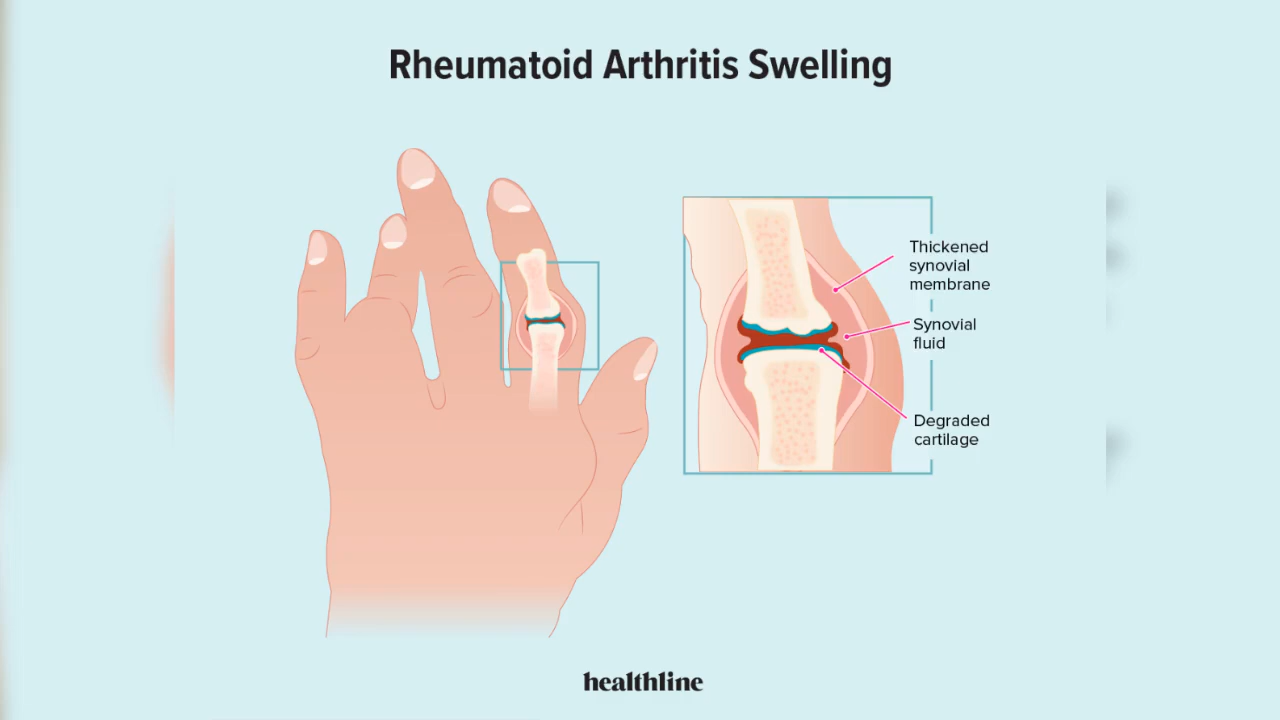 Rheumatoid Arthritis Swelling
Thickened
synovial
membrane
Synovial
fluid
Degraded
cartilage
healthline